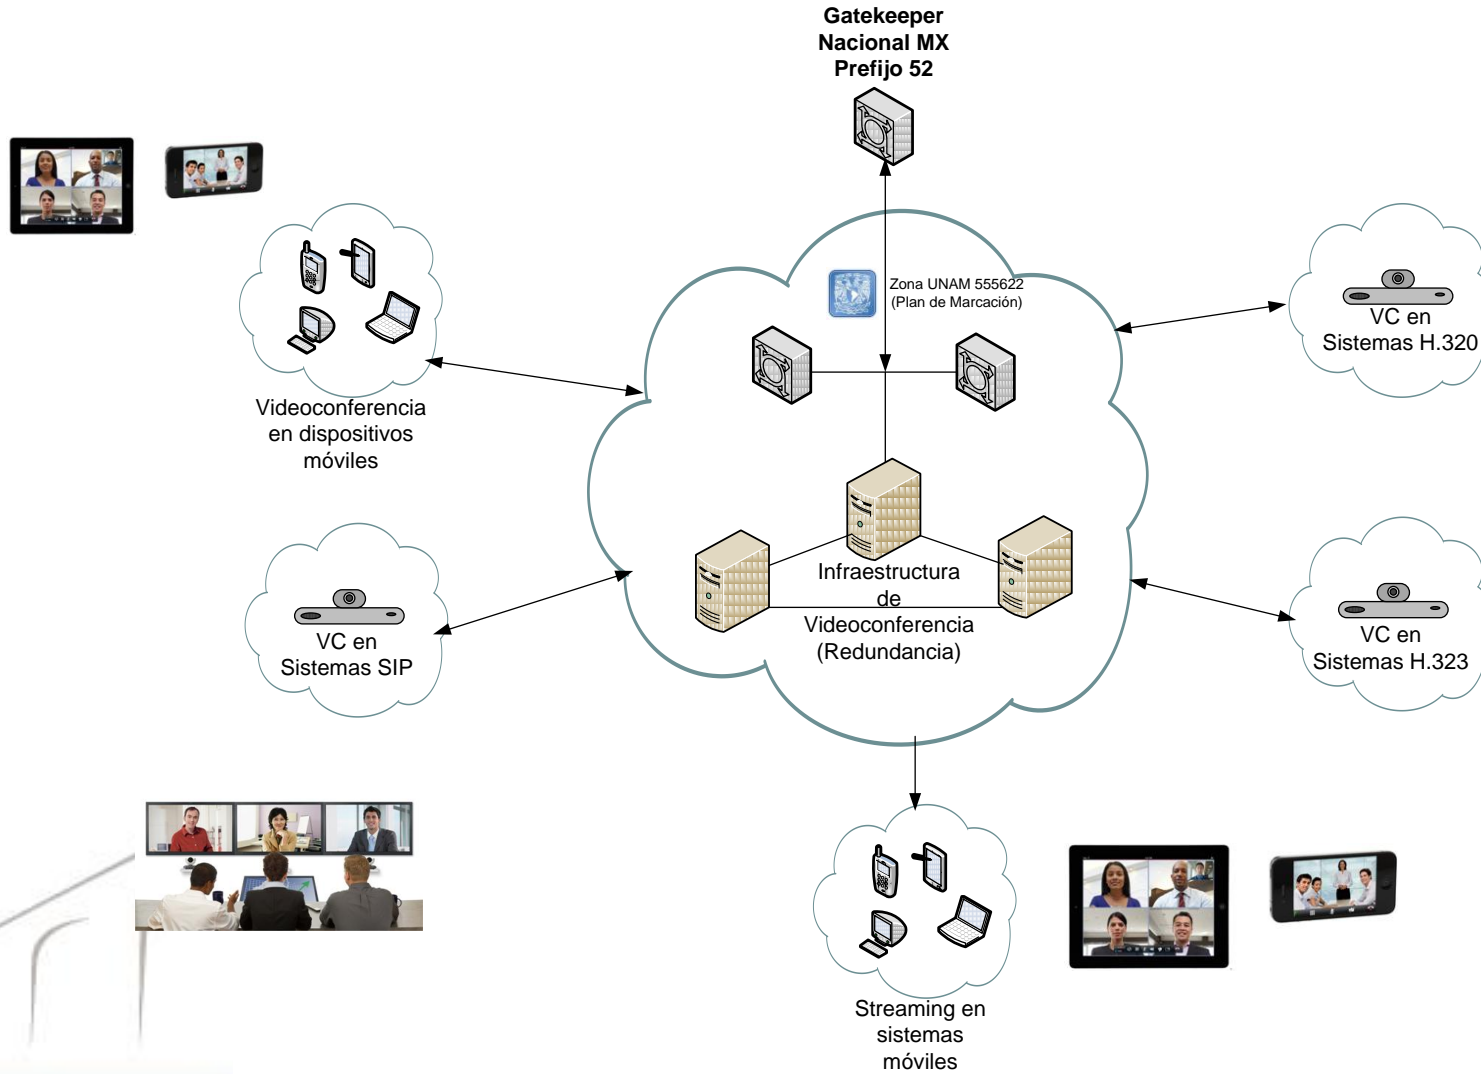 Gatekeeper
Nacional MX
Prefijo 52
Zona UNAM 555622
(Plan de Marcación)
VC en
Sistemas H.320
Videoconferencia
en dispositivos
móviles
Infraestructura
de
Videoconferencia
(Redundancia)
VC en
Sistemas SIP
VC en
Sistemas H.323
Streaming en
sistemas
móviles